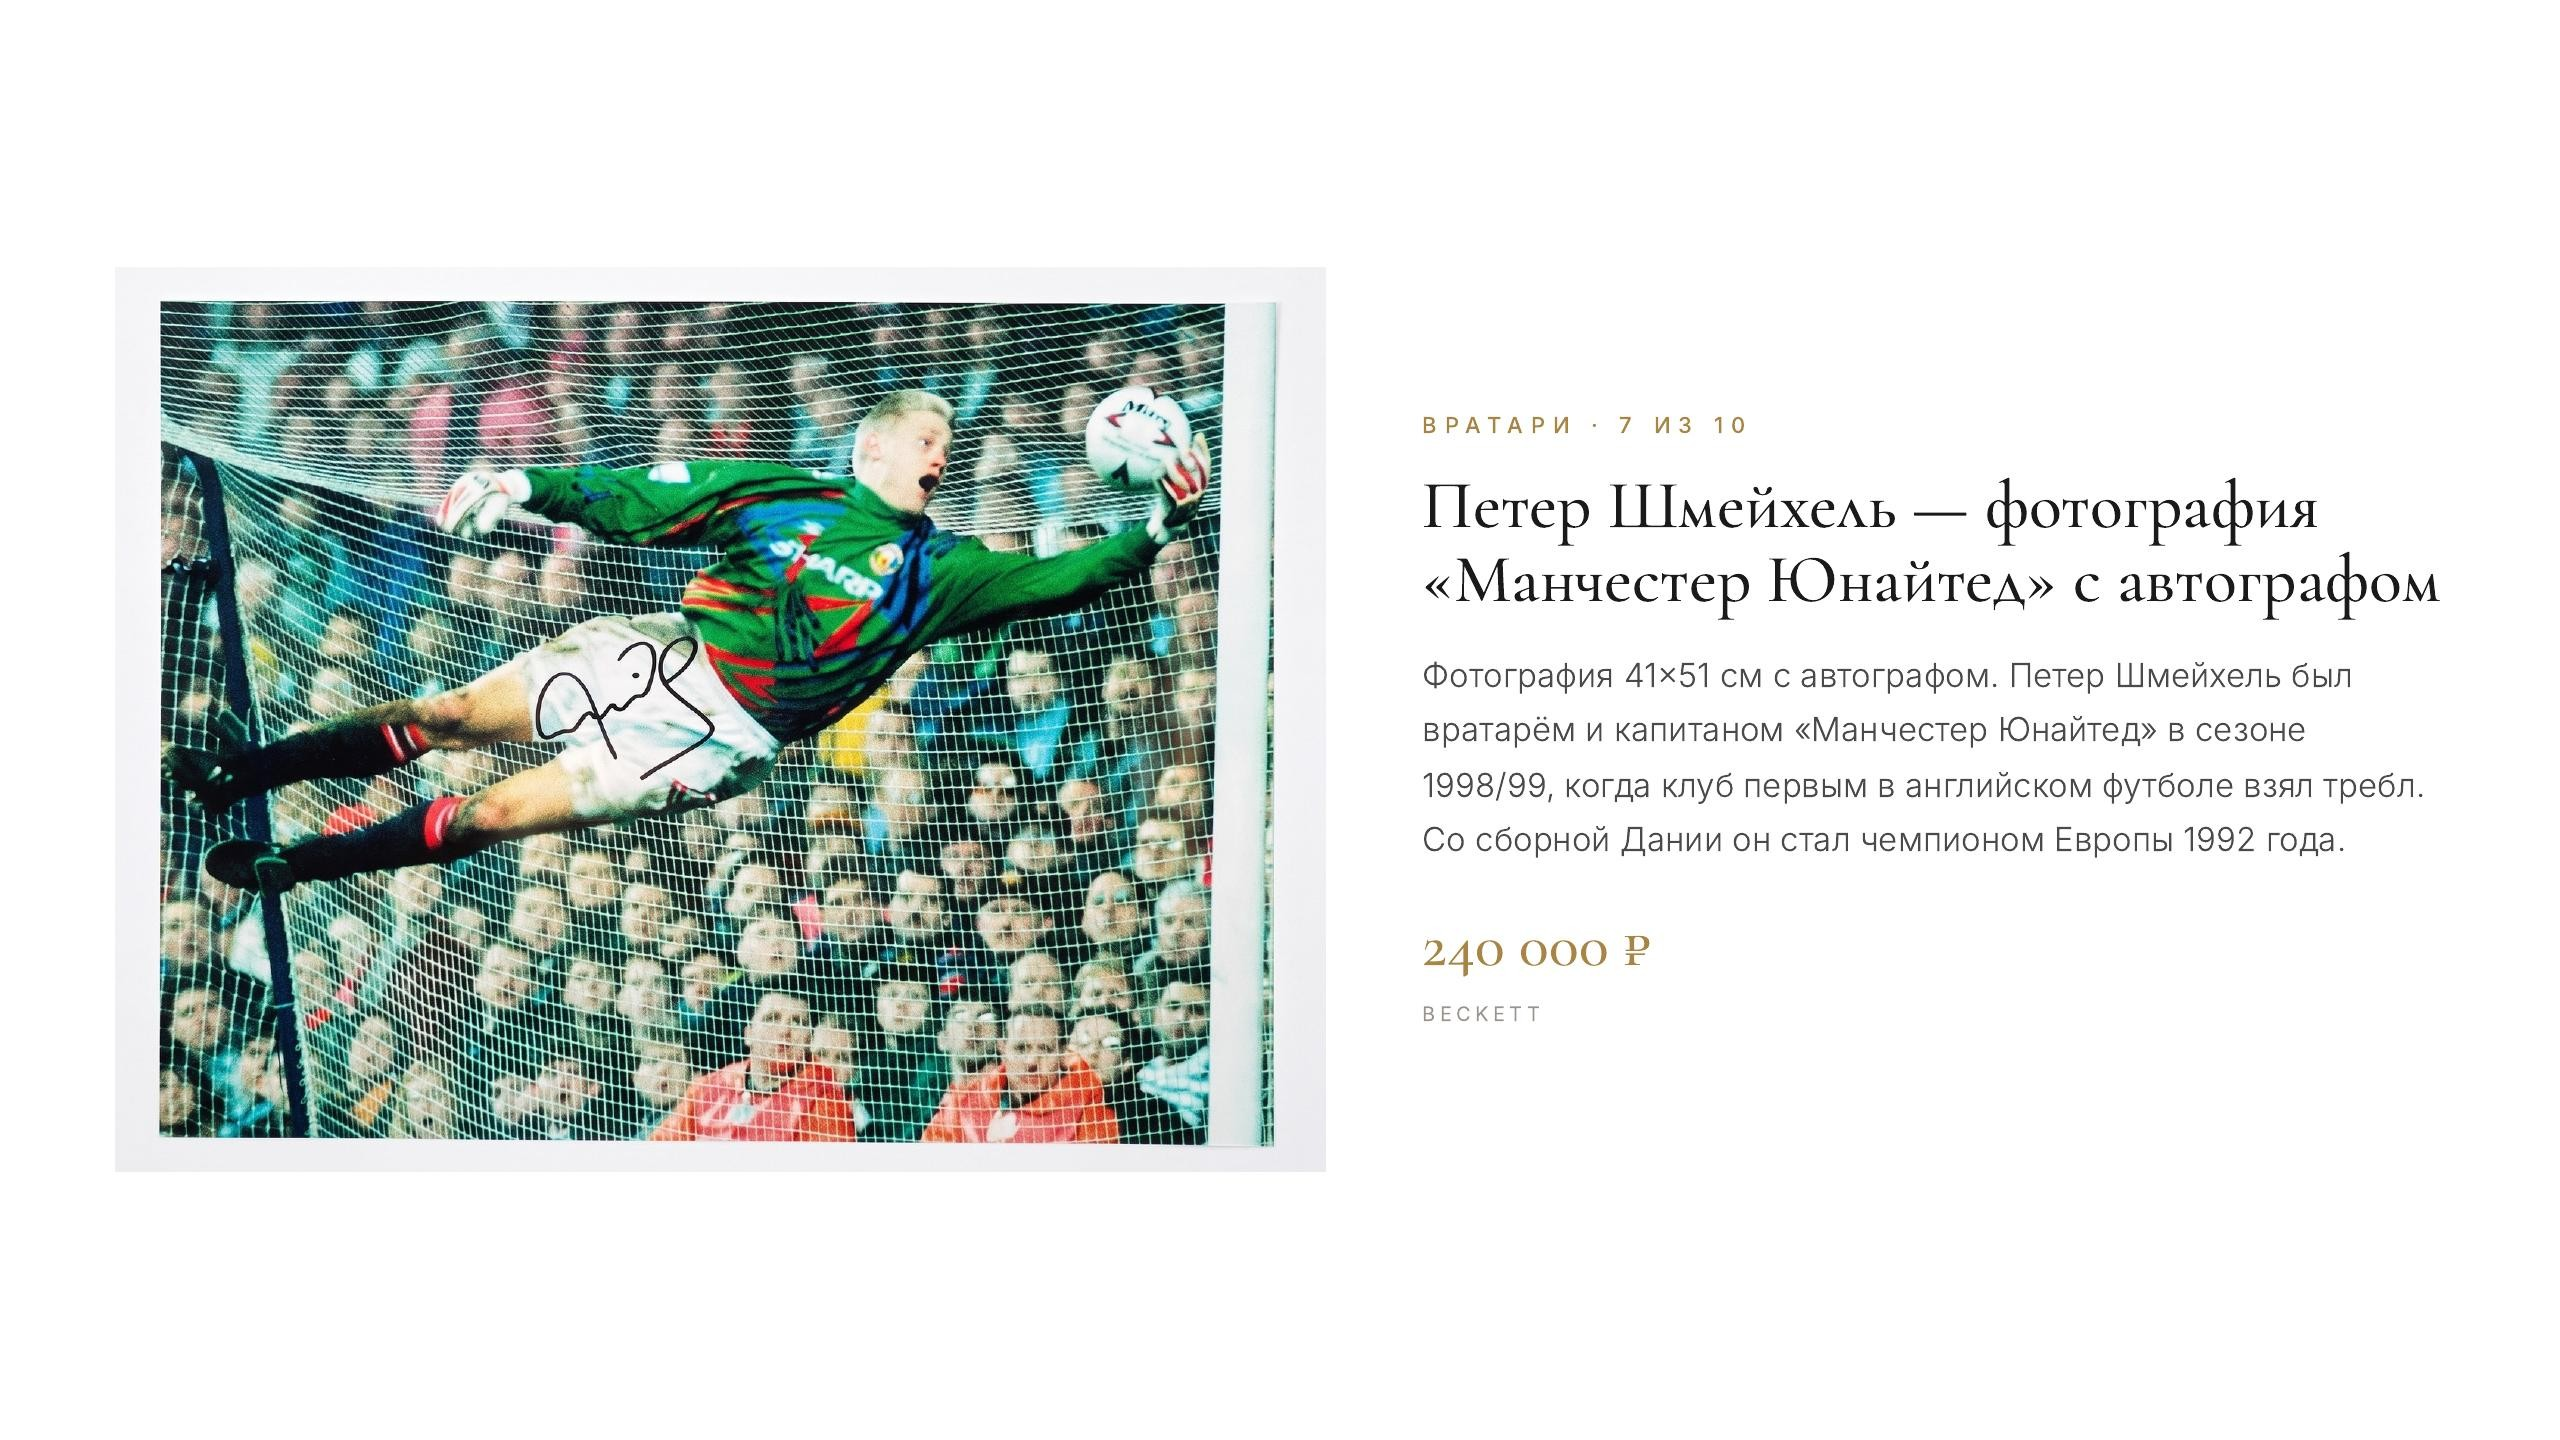 SHARP
Mitre
ВРАТАРИ · 7 ИЗ 10
Петер Шмейхель — фотография
«Манчестер Юнайтед» с автографом
Фотография 41×51 см с автографом. Петер Шмейхель был
вратарём и капитаном «Манчестер Юнайтед» в сезоне
1998/99, когда клуб первым в английском футболе взял требл.
Со сборной Дании он стал чемпионом Европы 1992 года.
240 000 ₽
BECKETT